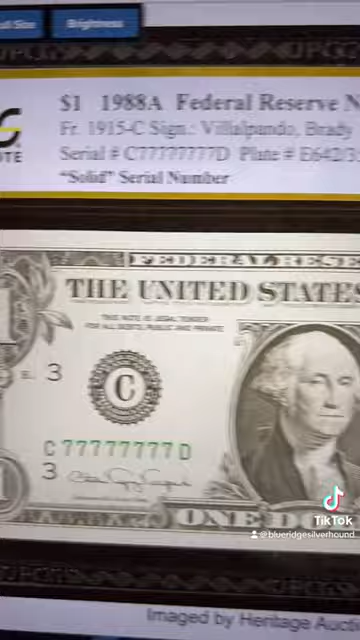 Brightness
$1 1988A Federal Reserve N
Fr. 1915-C Sign.: Villalpando, Brady
Serial # C77777777D Plate # E642/3
"Solid" Serial Number
FEDERAL RESE
THE UNITED STATES
THIS NOTE IS LEGAL TENDER
FOR ALL DEBTS, PUBLIC AND PRIVATE
3
C
C 77777777 D
3
ONE D
TikTok
@blueridgesilverhound
Imaged by Heritage Aucti